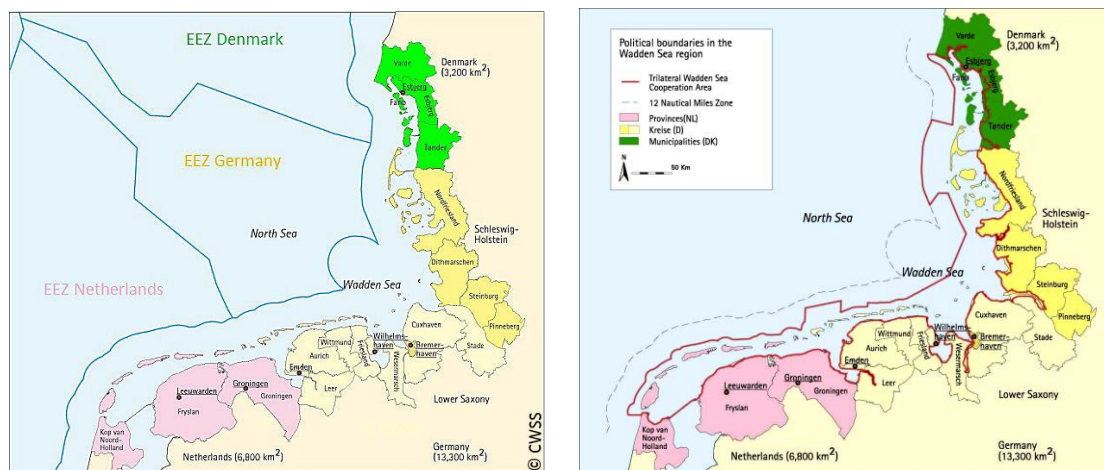 EEZ Denmark
Denmark
(3,200 km²)
Varde
Esbjerg
Fanø
Esbjerg
Tønder
EEZ Germany
Nordfriesland
North Sea
Schleswig-
Holstein
Dithmarschen
EEZ Netherlands
Wadden Sea
Steinburg
Pinneberg
Cuxhaven
Stade
Wilhelms-
haven
Bremer-
haven
Wittmund
Friesland
Aurich
Emden
Wesermarsch
Leer
Groningen
Leeuwarden
Groningen
Fryslan
Lower Saxony
Kop van
Noord-
Holland
Netherlands (6,800 km²)
Germany
(13,300 km²)
© CWSS
Political boundaries in the
Wadden Sea region
Trilateral Wadden Sea
Cooperation Area
12 Nautical Miles Zone
Provinces(NL)
Kreise (D)
Municipalities (DK)
N
50 Km
Denmark
(3,200 km²)
Varde
Esbjerg
Fanø
Esbjerg
Tønder
Nordfriesland
North Sea
Schleswig-
Holstein
Dithmarschen
Wadden Sea
Steinburg
Pinneberg
Cuxhaven
Stade
Wilhelms-
haven
Bremer-
haven
Wittmund
Friesland
Aurich
Emden
Wesermarsch
Leer
Groningen
Leeuwarden
Groningen
Fryslan
Lower Saxony
Kop van
Noord-
Holland
Netherlands (6,800 km²)
Germany
(13,300 km²)